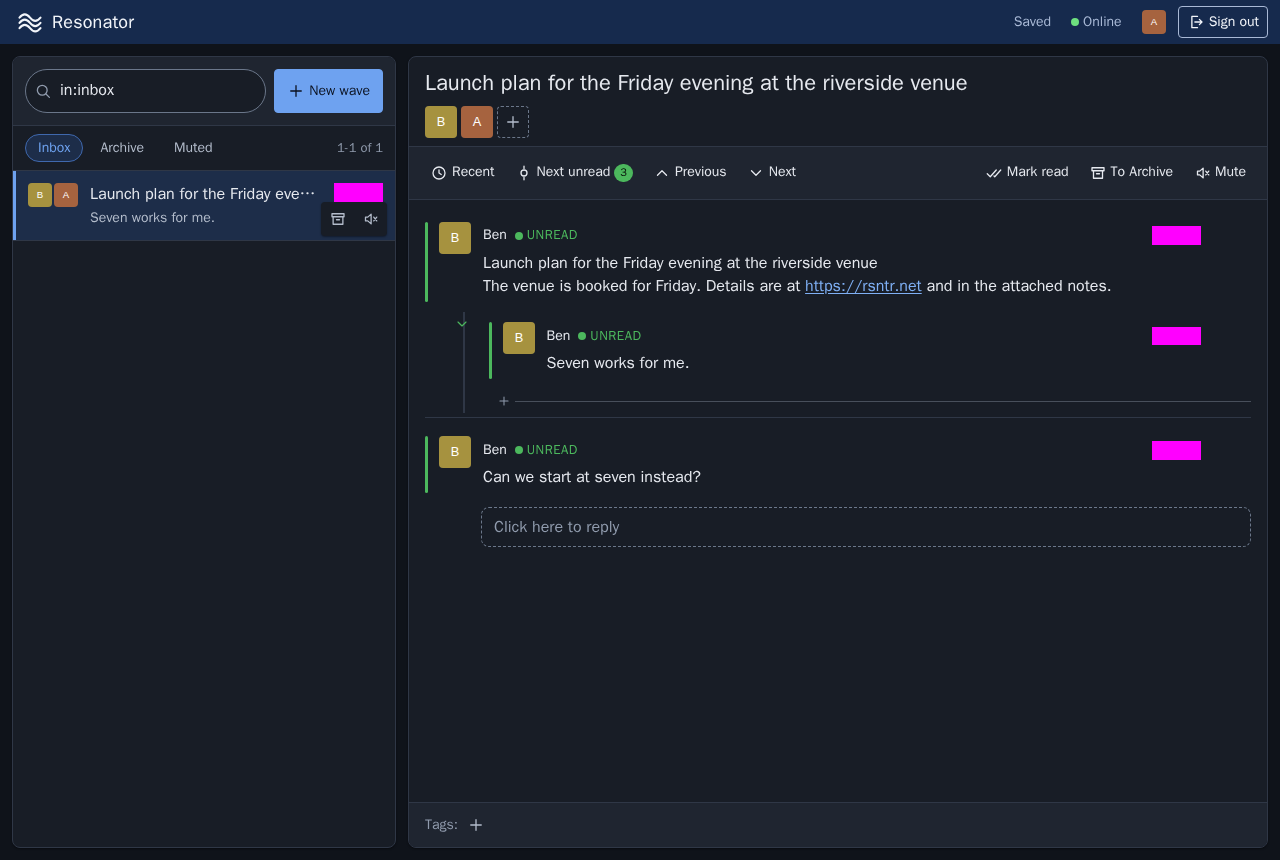 Resonator
Saved
Online
A
Sign out
in:inbox
New wave
Inbox
Archive
Muted
1-1 of 1
B
A
Launch plan for the Friday eve…
Seven works for me.
Launch plan for the Friday evening at the riverside venue
B
A
Recent
Next unread 3
Previous
Next
Mark read
To Archive
Mute
B
Ben
UNREAD
Launch plan for the Friday evening at the riverside venue
The venue is booked for Friday. Details are at https://rsntr.net and in the attached notes.
B
Ben
UNREAD
Seven works for me.
B
Ben
UNREAD
Can we start at seven instead?
Click here to reply
Tags: